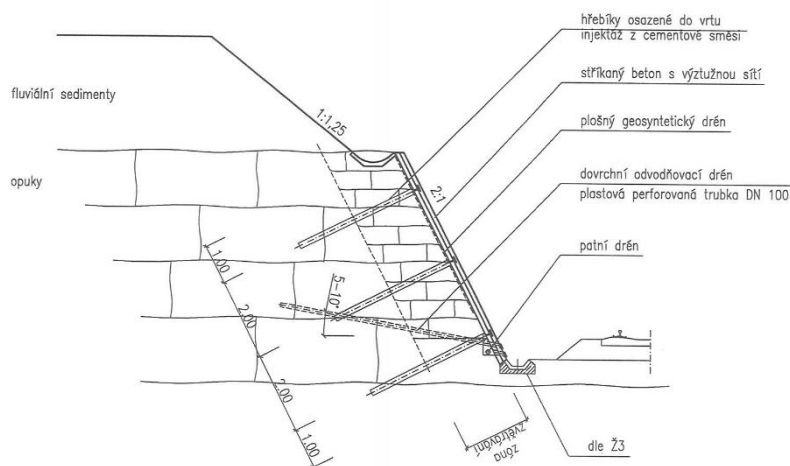 hřebíky osazené do vrtu
injektáž z cementové směsi
stříkaný beton s výztužnou sítí
fluviální sedimenty
1:1,25
plošný geosyntetický drén
opuky
2:1
dovrchní odvodňovací drén
plastová perforovaná trubka DN 100
patní drén
1.00
5-10°
2.00
2.00
1.00
zóna
zvětrávání
dle Ž3